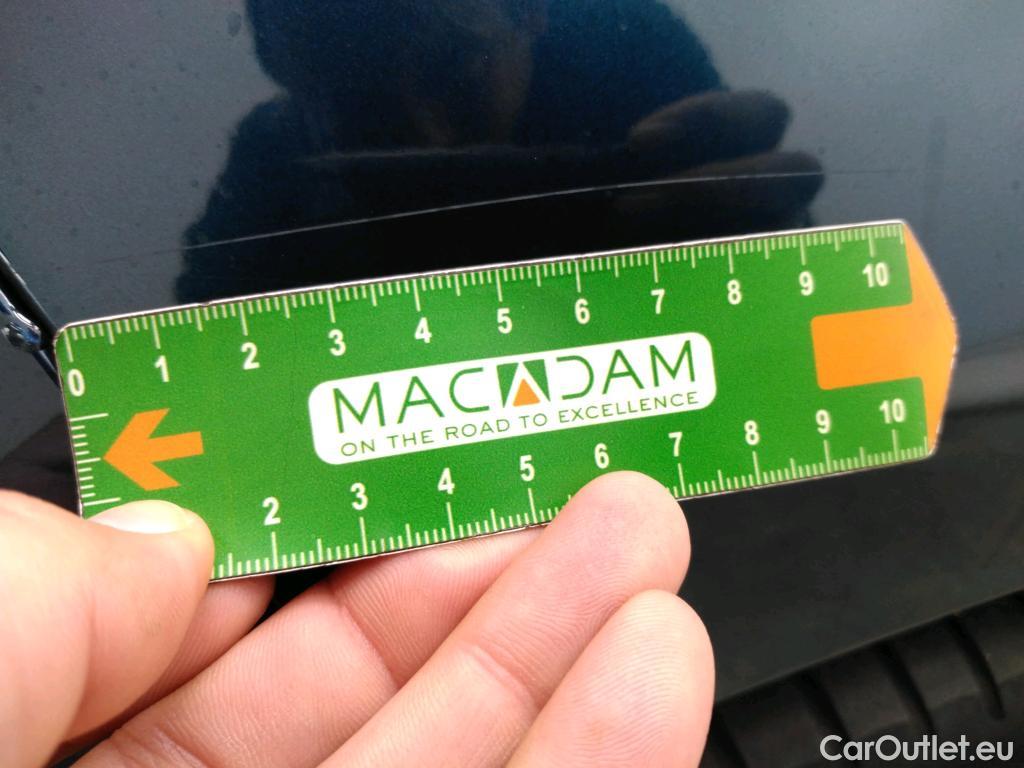 0 1 2 3 4 5 6 7 8 9 10
MACADAM
ON THE ROAD TO EXCELLENCE
2 3 4 5 6 7 8 9 10
CarOutlet.eu